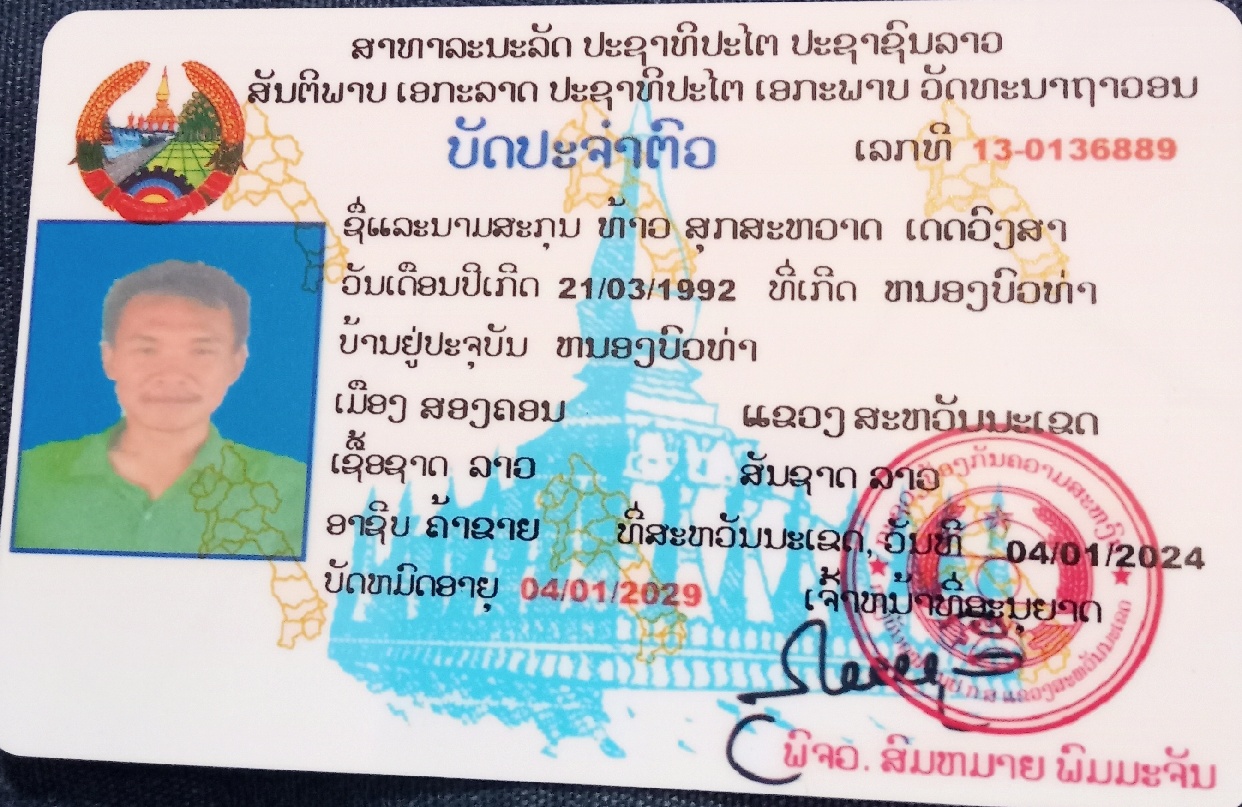 ສາທາລະນະລັດ ປະຊາທິປະໄຕ ປະຊາຊົນລາວ
ສັນຕິພາບ ເອກະລາດ ປະຊາທິປະໄຕ ເອກະພາບ ວັດທະນາຖາວອນ
ບັດປະຈຳຕົວ ເລກທີ 13-0136889
ຊື່ແລະນາມສະກຸນ ທ້າວ ສຸກສະຫວາດ ເດດວົງສາ
ວັນເດືອນປີເກີດ 21/03/1992 ທີ່ເກີດ ຫນອງບົວທ່າ
ບ້ານຢູ່ປະຈຸບັນ ຫນອງບົວທ່າ
ເມືອງ ສອງຄອນ ແຂວງ ສະຫວັນນະເຂດ
ເຊື້ອຊາດ ລາວ ສັນຊາດ ລາວ
ອາຊີບ ຄ້າຂາຍ ທີ່ສະຫວັນນະເຂດ, ວັນທີ 04/01/2024
ບັດຫມົດອາຍຸ 04/01/2029 ເຈົ້າຫນ້າທີ່ອະນຸຍາດ
ພົຈວ. ສົມຫມາຍ ພົມມະຈັນ